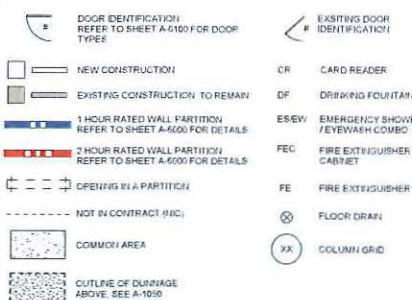 #
DOOR IDENTIFICATION
REFER TO SHEET A-6100 FOR DOOR
TYPES
NEW CONSTRUCTION
EXISTING CONSTRUCTION TO REMAIN
1 HOUR RATED WALL PARTITION
REFER TO SHEET A-6000 FOR DETAILS
2 HOUR RATED WALL PARTITION
REFER TO SHEET A-6000 FOR DETAILS
OPENING IN A PARTITION
NOT IN CONTRACT (NIC)
COMMON AREA
OUTLINE OF DUNNAGE
ABOVE, SEE A-1050
#
EXSITING DOOR
IDENTIFICATION
CR CARD READER
DF DRINKING FOUNTAIN
ES/EW EMERGENCY SHOWE
/ EYEWASH COMBO
FEC FIRE EXTINGUISHER
CABINET
FE FIRE EXTINGUISHER
FLOOR DRAIN
XX COLUMN GRID